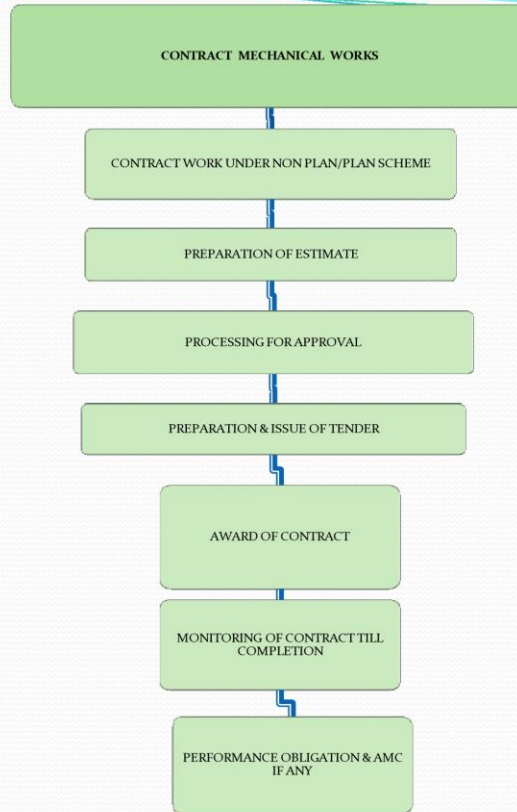 CONTRACT MECHANICAL WORKS
CONTRACT WORK UNDER NON PLAN/PLAN SCHEME
PREPARATION OF ESTIMATE
PROCESSING FOR APPROVAL
PREPARATION & ISSUE OF TENDER
AWARD OF CONTRACT
MONITORING OF CONTRACT TILL
COMPLETION
PERFORMANCE OBLIGATION & AMC
IF ANY